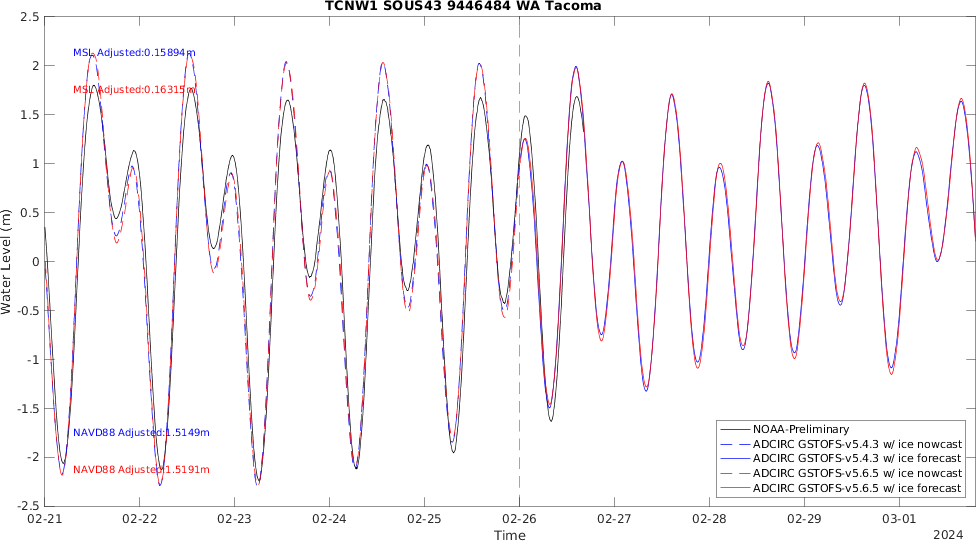 TCNW1 SOUS43 9446484 WA Tacoma
2.5
2
1.5
1
0.5
0
-0.5
-1
-1.5
-2
-2.5
Water Level (m)
MSL Adjusted:0.15894m
MSL Adjusted:0.16315m
NAVD88 Adjusted:1.5149m
NAVD88 Adjusted:1.5191m
NOAA-Preliminary
ADCIRC GSTOFS-v5.4.3 w/ ice nowcast
ADCIRC GSTOFS-v5.4.3 w/ ice forecast
ADCIRC GSTOFS-v5.6.5 w/ ice nowcast
ADCIRC GSTOFS-v5.6.5 w/ ice forecast
02-21 02-22 02-23 02-24 02-25 02-26 02-27 02-28 02-29 03-01
Time
2024